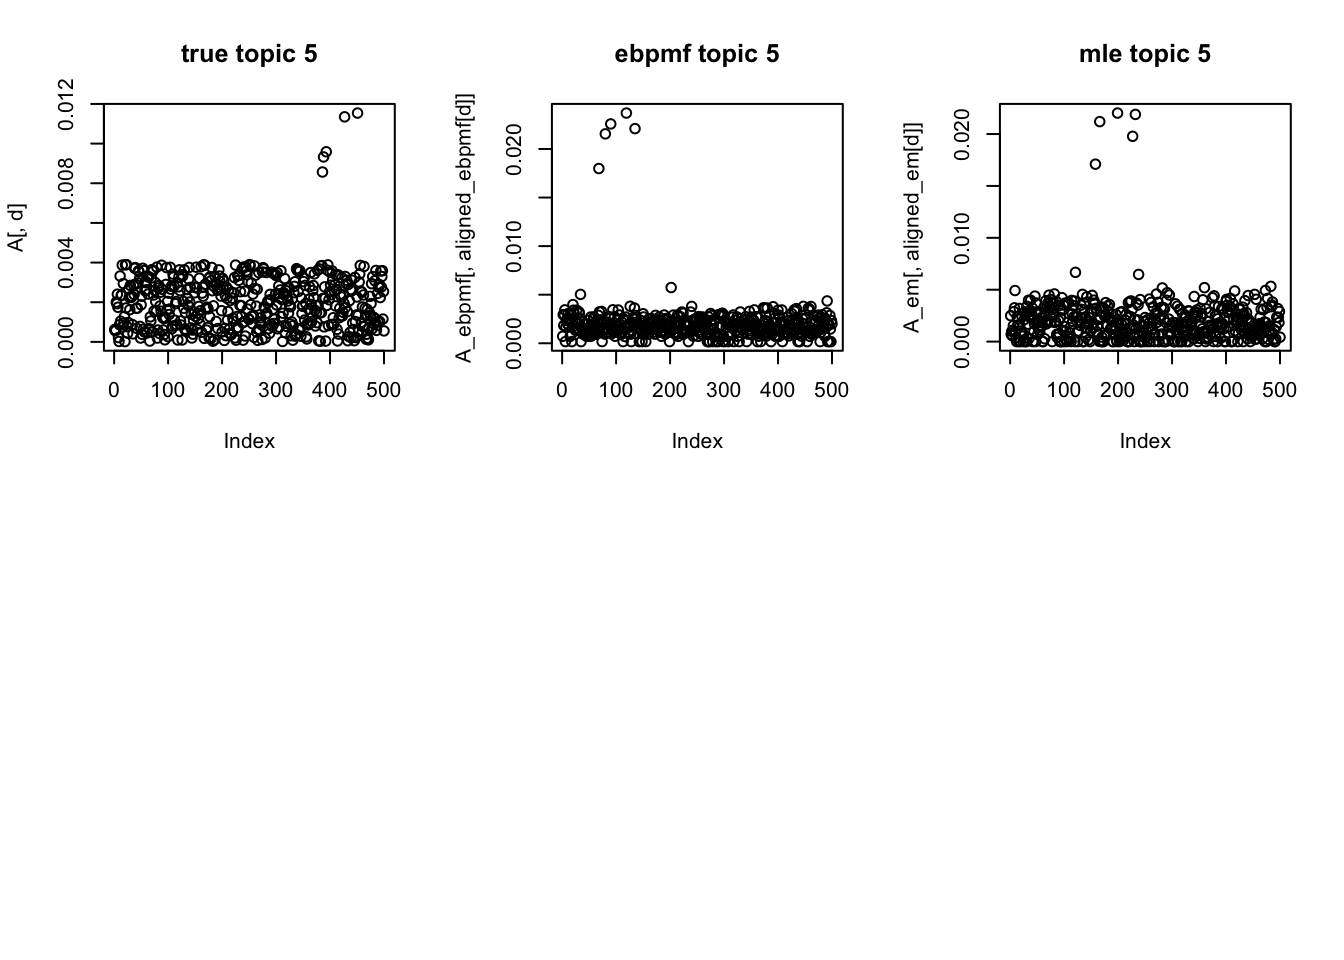 true topic 5
A[, d]
0.012
0.008
0.004
0.000
0 100 200 300 400 500
Index
ebpmf topic 5
A_ebpmf[, aligned_ebpmf[d]]
0.020
0.010
0.000
0 100 200 300 400 500
Index
mle topic 5
A_em[, aligned_em[d]]
0.020
0.010
0.000
0 100 200 300 400 500
Index